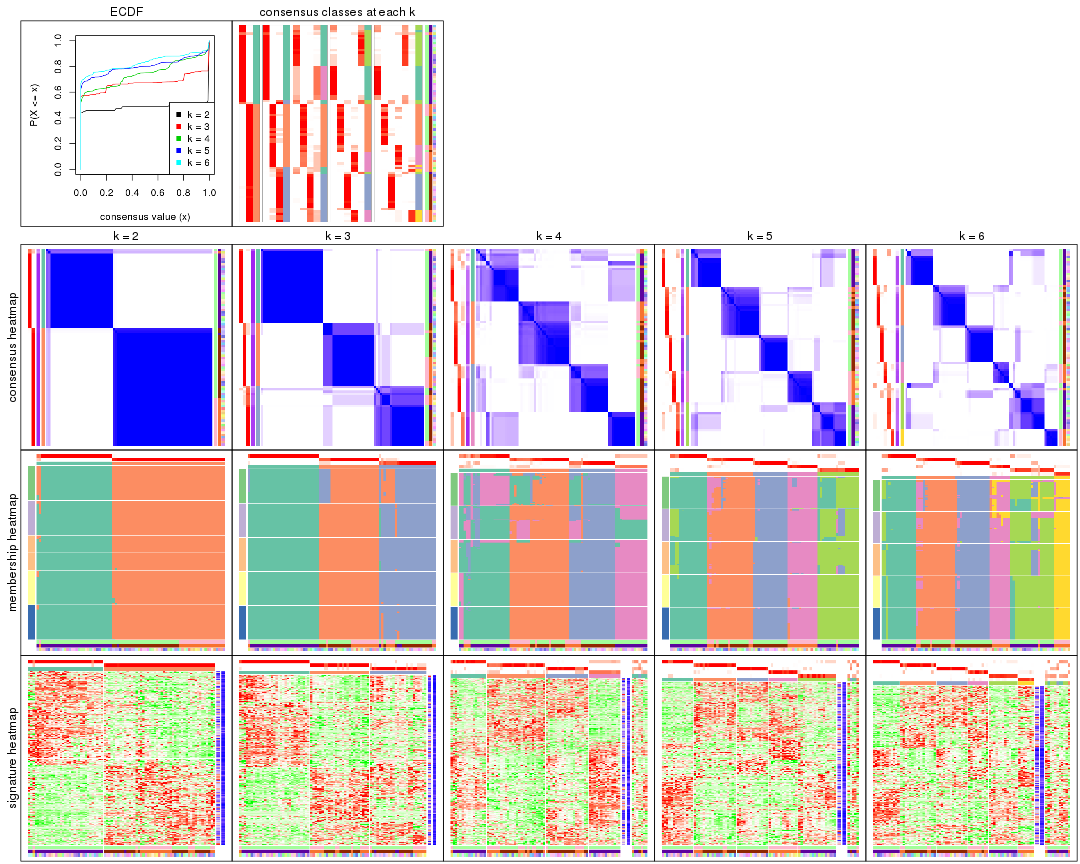 ECDF
consensus classes at each k
P(X <= x)
0.0 0.2 0.4 0.6 0.8 1.0
k = 2
k = 3
k = 4
k = 5
k = 6
0.0 0.2 0.4 0.6 0.8 1.0
consensus value (x)
k = 2
k = 3
k = 4
k = 5
k = 6
consensus heatmap
membership heatmap
signature heatmap